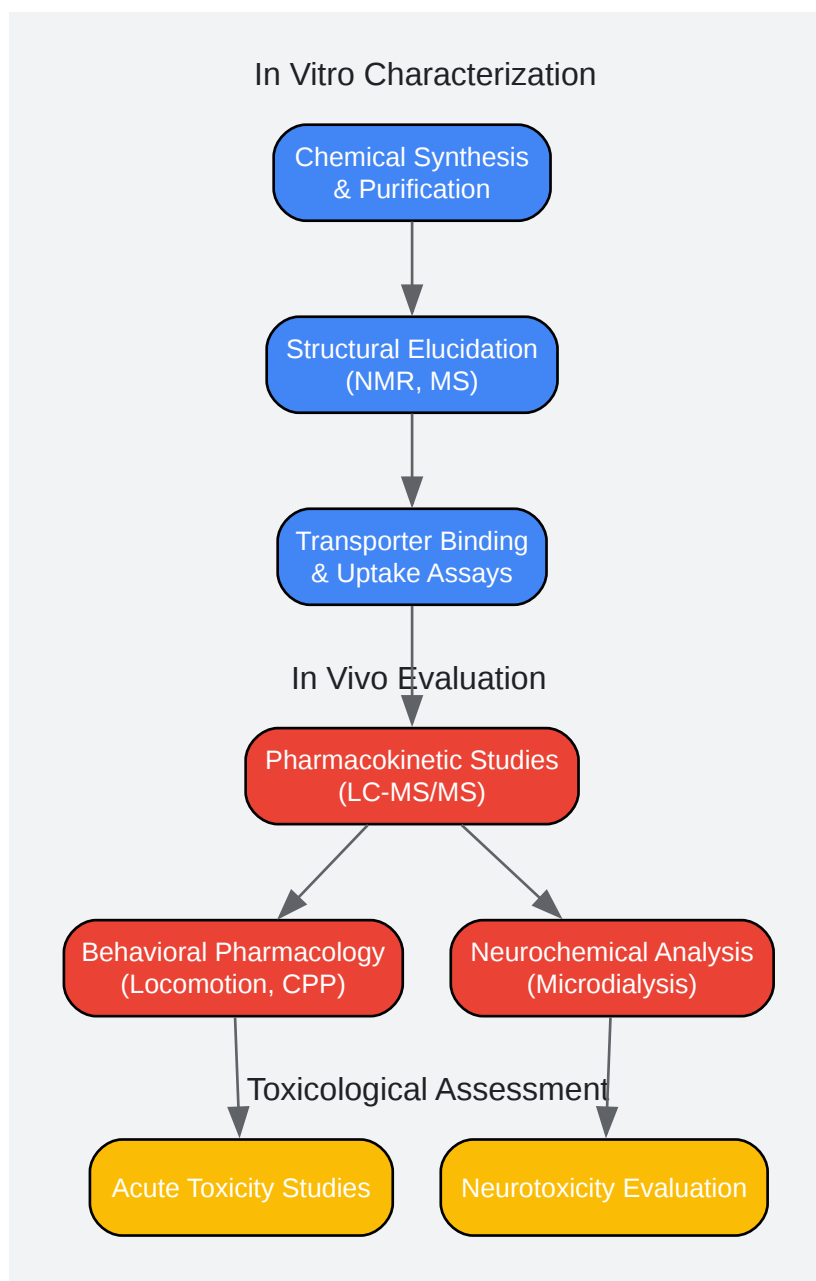 In Vitro Characterization
Chemical Synthesis
& Purification
Structural Elucidation
(NMR, MS)
Transporter Binding
& Uptake Assays
In Vivo Evaluation
Pharmacokinetic Studies
(LC-MS/MS)
Behavioral Pharmacology
(Locomotion, CPP)
Neurochemical Analysis
(Microdialysis)
Toxicological Assessment
Acute Toxicity Studies
Neurotoxicity Evaluation